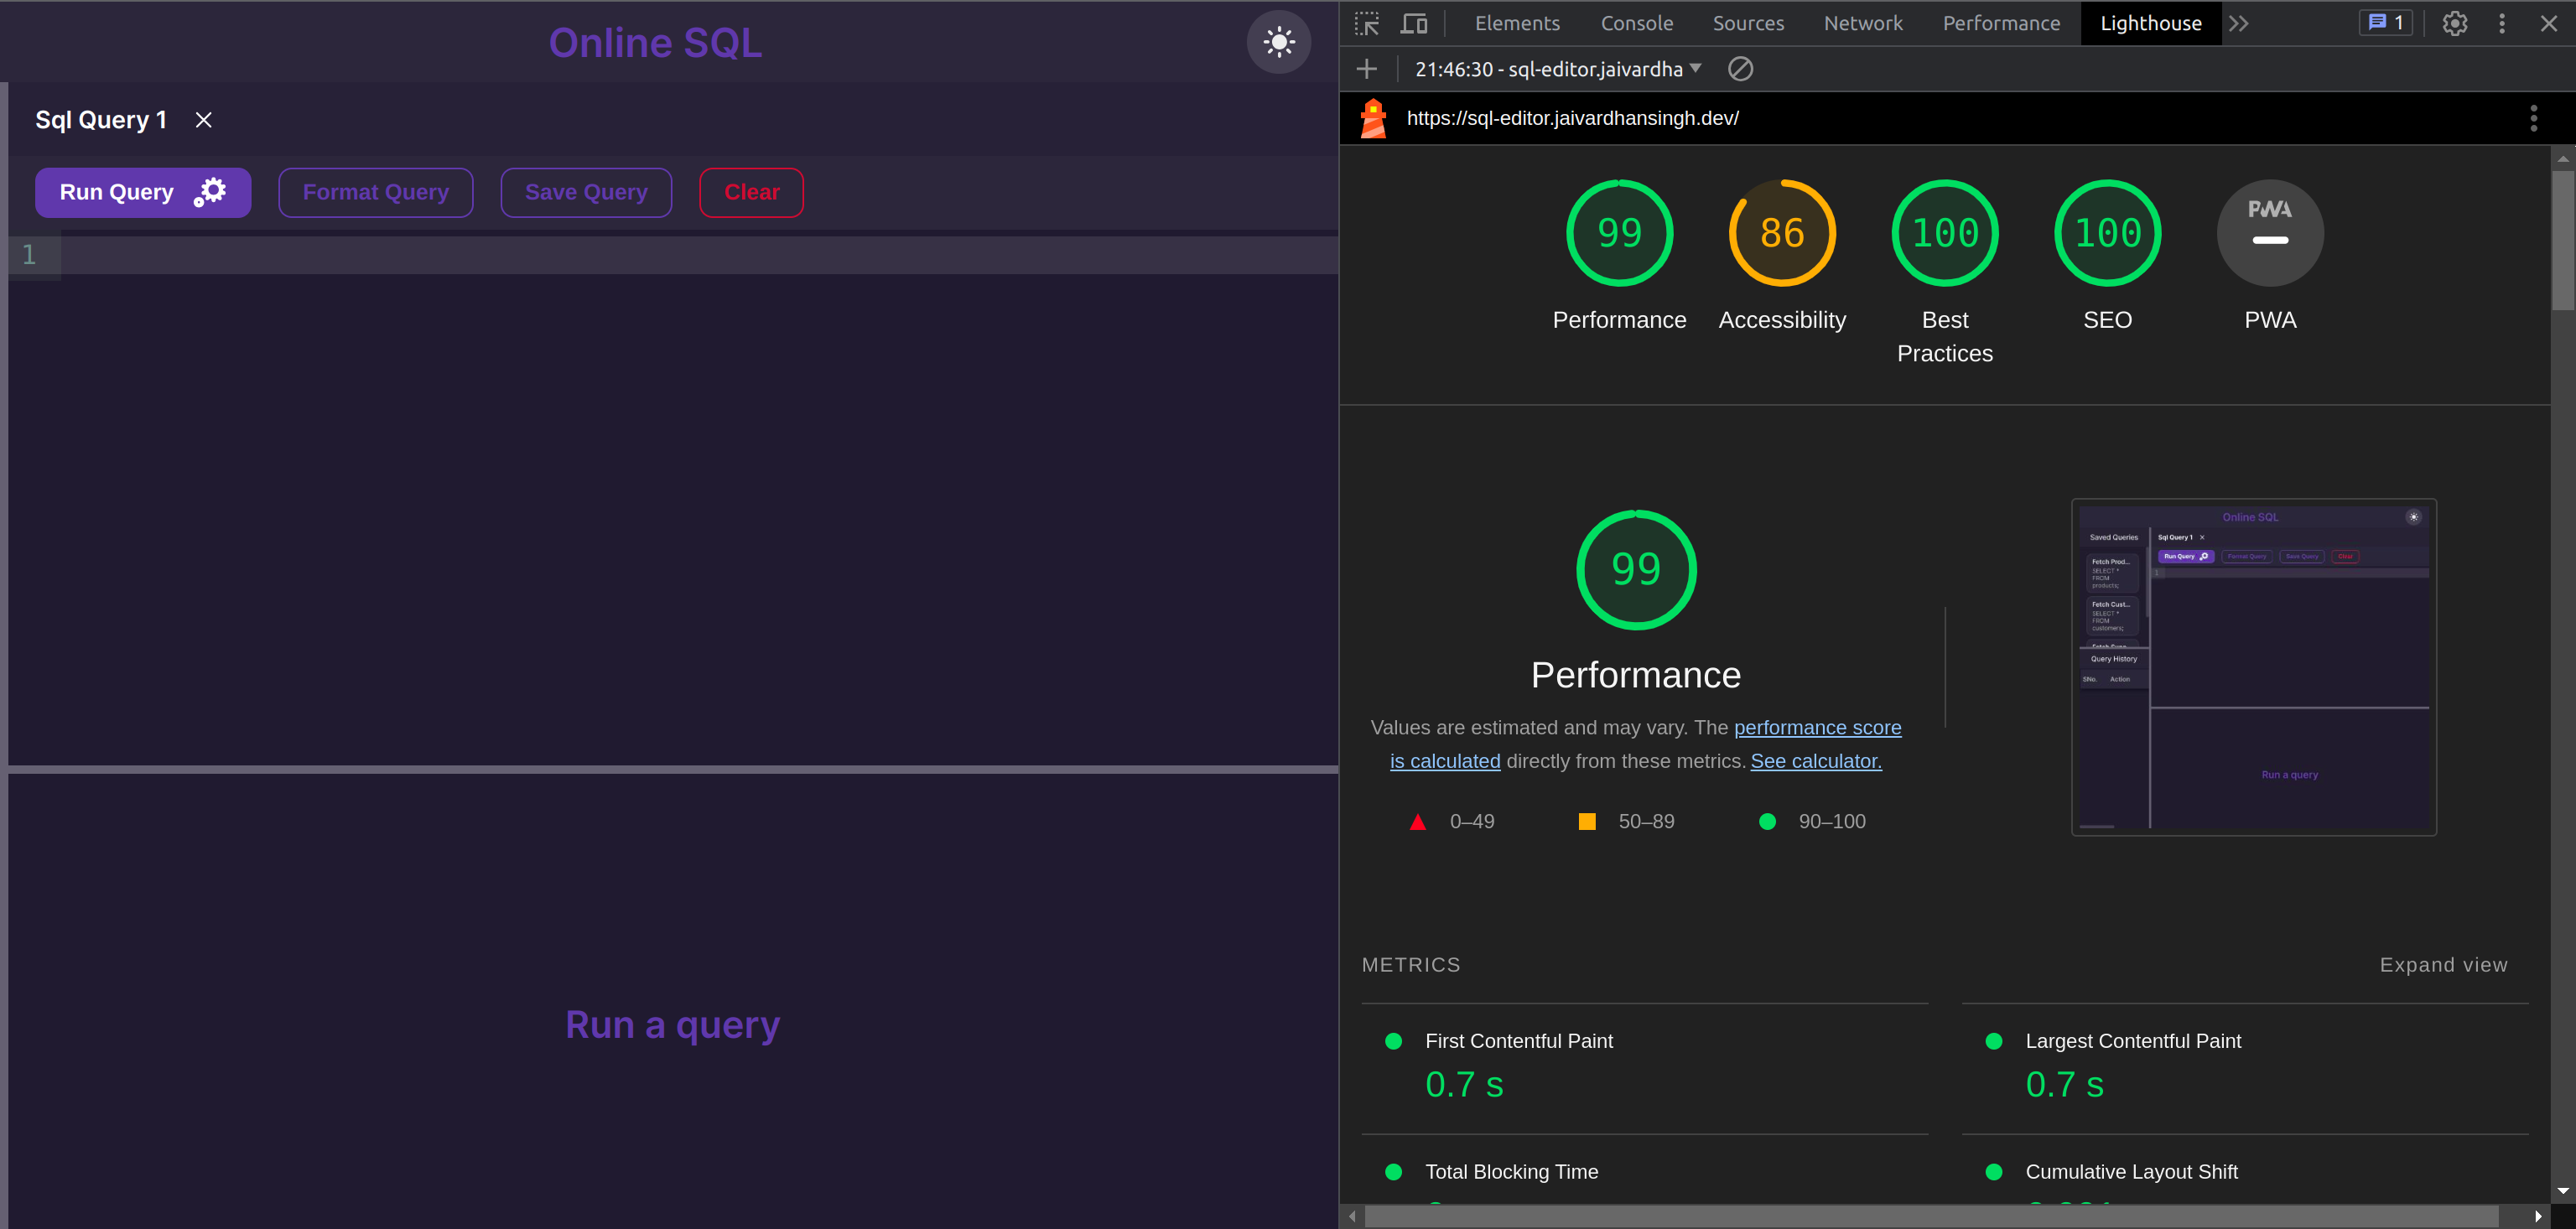 Online SQL
Sql Query 1
Run Query
Format Query
Save Query
Clear
1
Run a query
Elements
Console
Sources
Network
Performance
Lighthouse
1
21:46:30 - sql-editor.jaivardha
https://sql-editor.jaivardhansingh.dev/
99
86
100
100
PWA
Performance
Accessibility
Best
Practices
SEO
PWA
99
Performance
Values are estimated and may vary. The performance score
is calculated directly from these metrics. See calculator.
0–49
50–89
90–100
Online SQL
Saved Queries
Sql Query 1
Run Query
Format Query
Save Query
Clear
1
Fetch Prod...
SELECT *
FROM
products;
Fetch Cust...
SELECT *
FROM
customers;
Query History
SNo.
Action
Run a query
METRICS
Expand view
First Contentful Paint
0.7 s
Largest Contentful Paint
0.7 s
Total Blocking Time
Cumulative Layout Shift